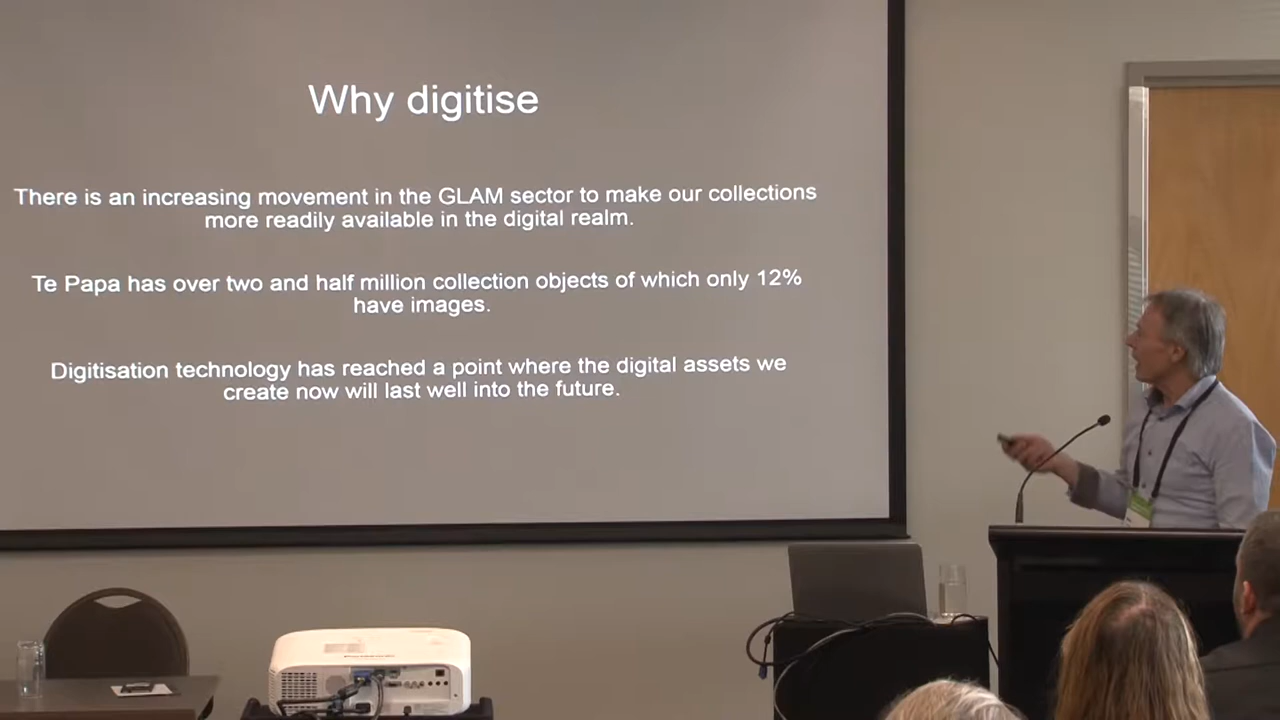 Why digitise
There is an increasing movement in the GLAM sector to make our collections
more readily available in the digital realm.
Te Papa has over two and half million collection objects of which only 12%
have images.
Digitisation technology has reached a point where the digital assets we
create now will last well into the future.